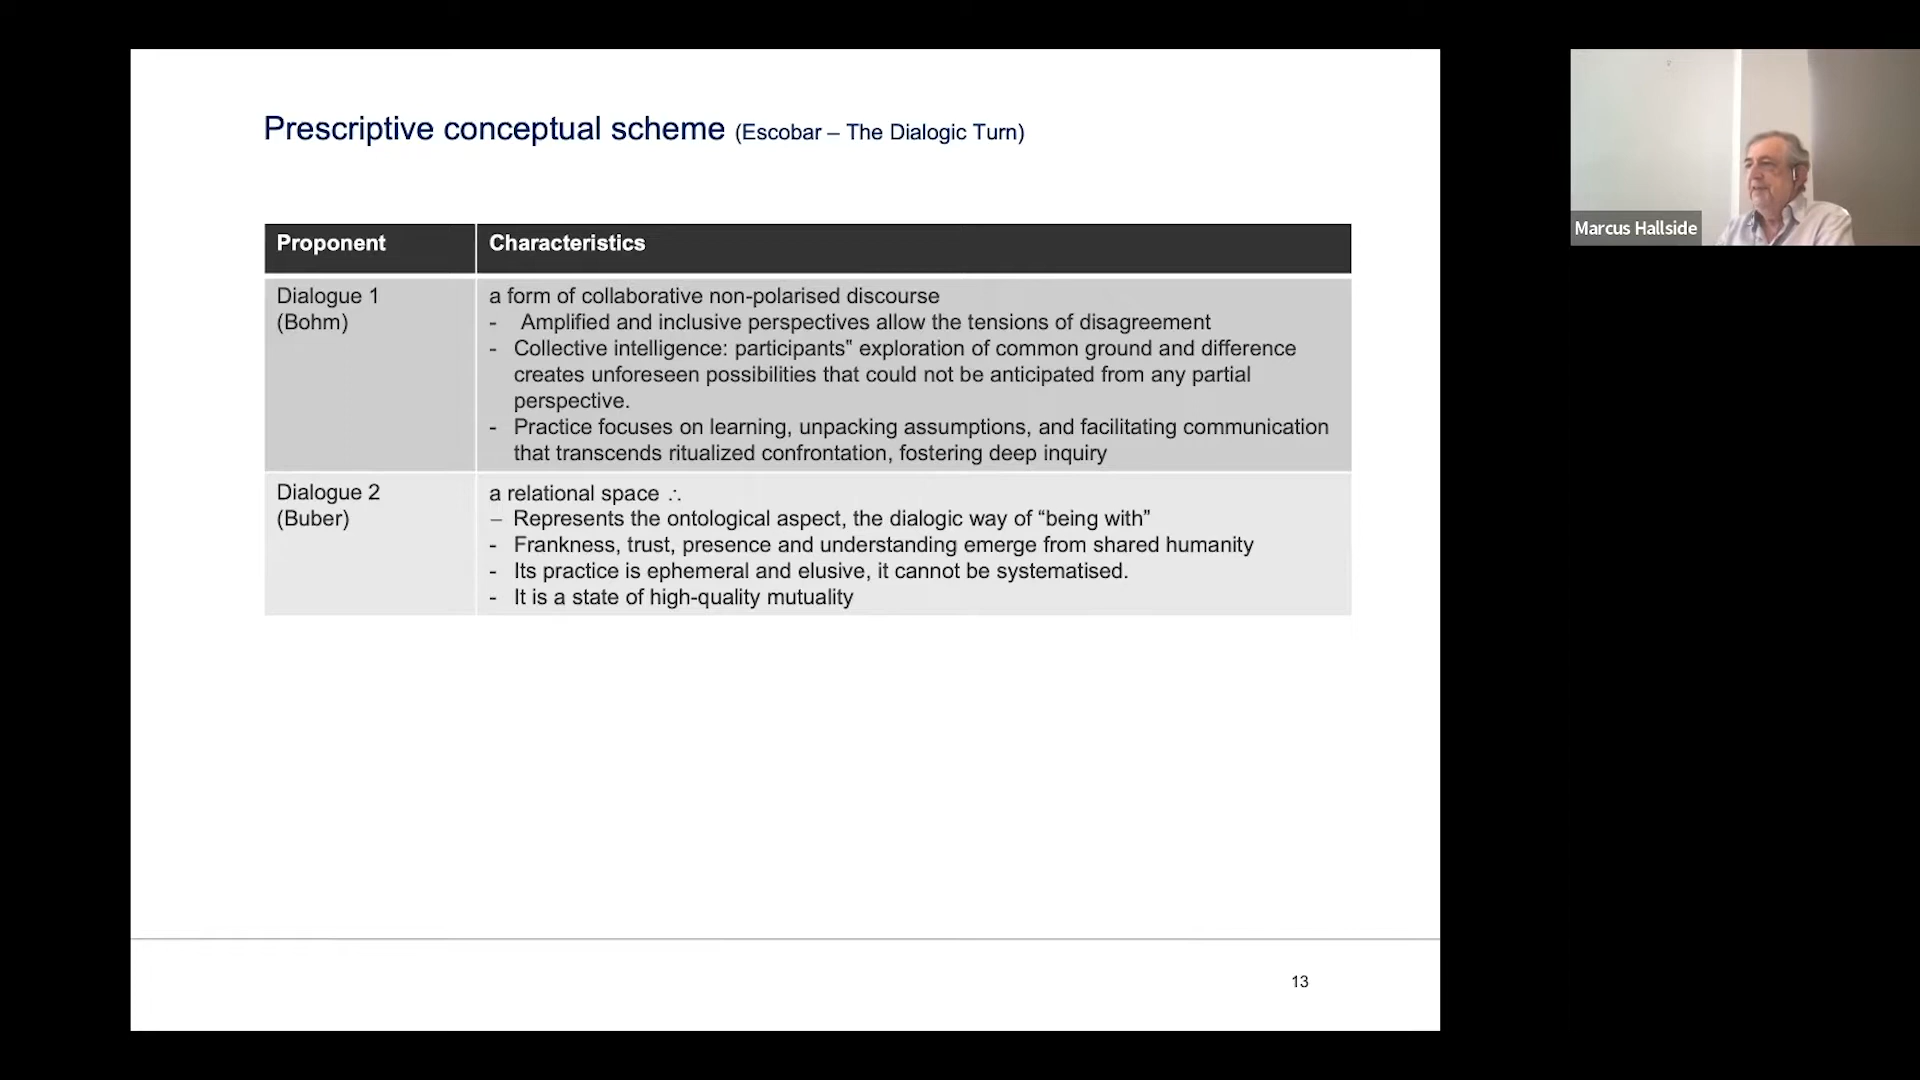 Prescriptive conceptual scheme (Escobar – The Dialogic Turn)
Proponent
Characteristics
Dialogue 1
(Bohm)
a form of collaborative non-polarised discourse
- Amplified and inclusive perspectives allow the tensions of disagreement
- Collective intelligence: participants‟ exploration of common ground and difference
creates unforeseen possibilities that could not be anticipated from any partial
perspective.
- Practice focuses on learning, unpacking assumptions, and facilitating communication
that transcends ritualized confrontation, fostering deep inquiry
Dialogue 2
(Buber)
a relational space ∴
– Represents the ontological aspect, the dialogic way of “being with”
- Frankness, trust, presence and understanding emerge from shared humanity
- Its practice is ephemeral and elusive, it cannot be systematised.
- It is a state of high-quality mutuality
13
Marcus Hallside